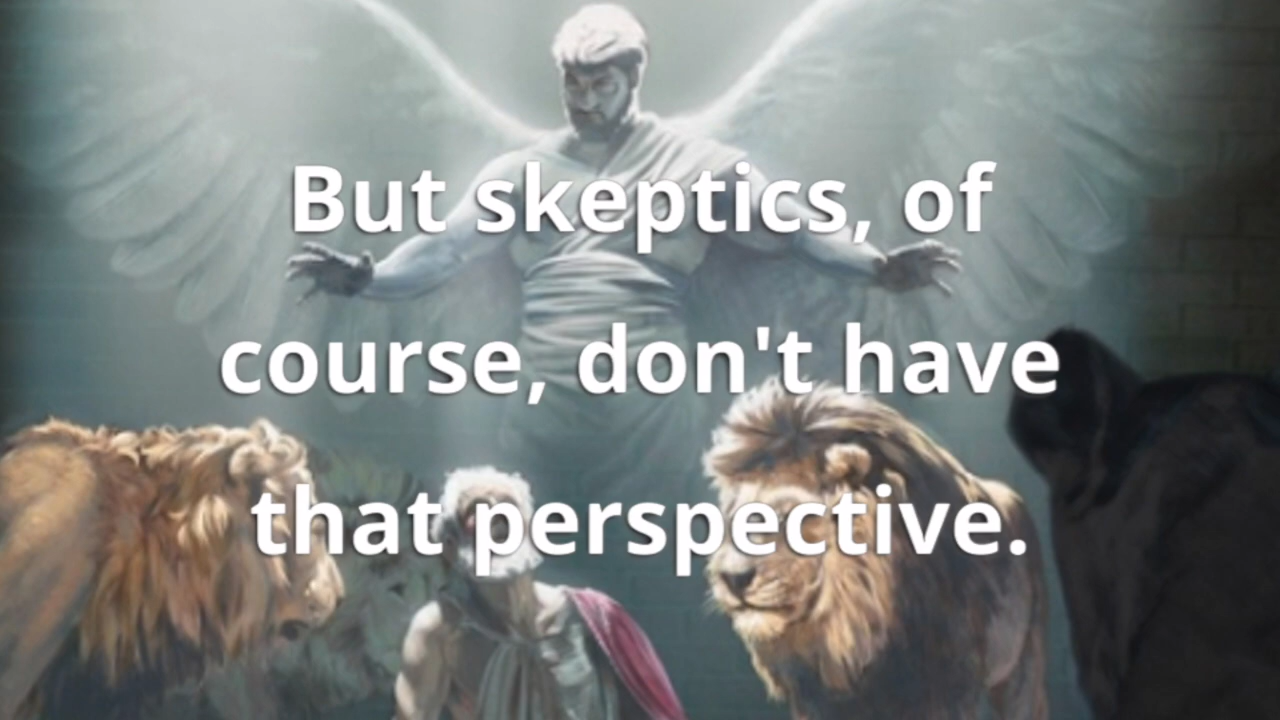 But skeptics, of
course, don't have
that perspective.